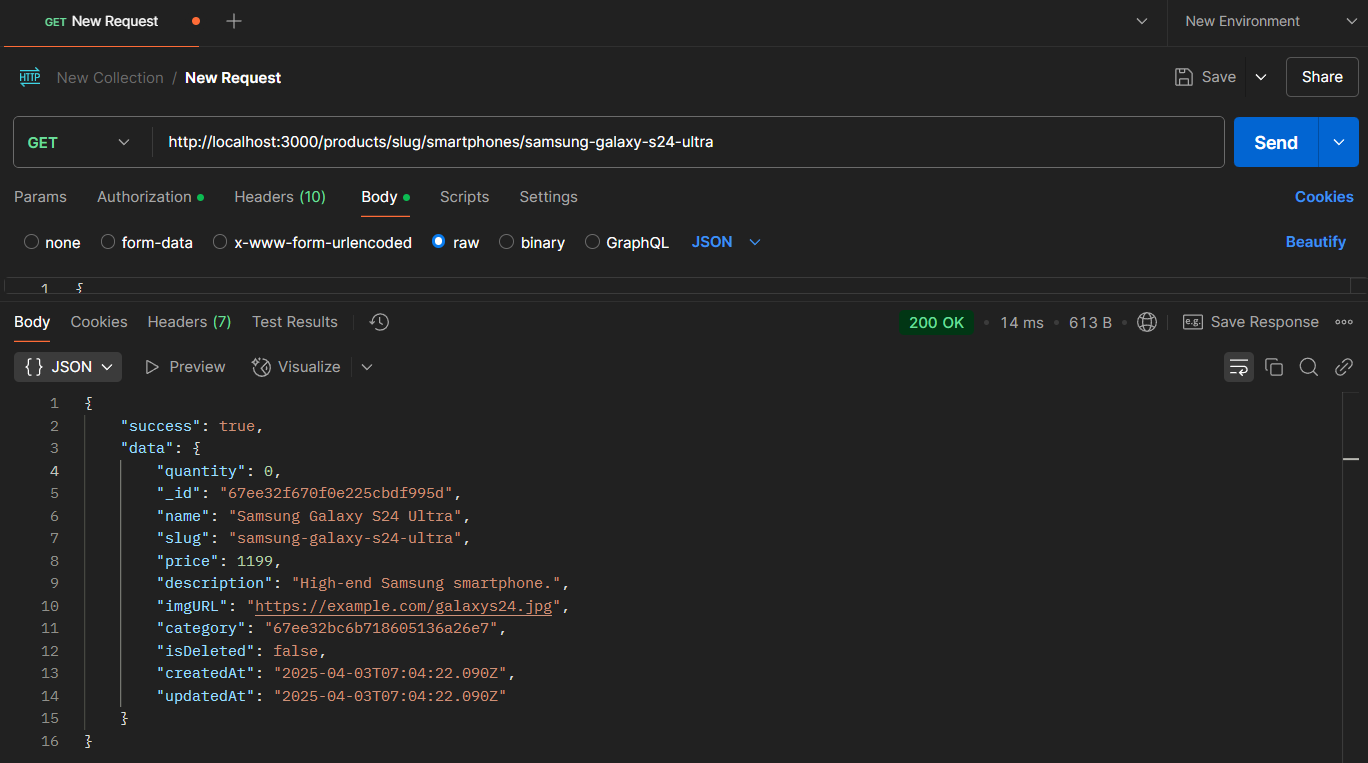 GET New Request
New Environment
HTTP New Collection / New Request Save Share
GET http://localhost:3000/products/slug/smartphones/samsung-galaxy-s24-ultra Send
Params Authorization Headers (10) Body Scripts Settings Cookies
none form-data x-www-form-urlencoded raw binary GraphQL JSON Beautify
1 {
Body Cookies Headers (7) Test Results 200 OK • 14 ms • 613 B • e.g. Save Response
{} JSON Preview Visualize
1 {
2 "success": true,
3 "data": {
4 "quantity": 0,
5 "_id": "67ee32f670f0e225cbdf995d",
6 "name": "Samsung Galaxy S24 Ultra",
7 "slug": "samsung-galaxy-s24-ultra",
8 "price": 1199,
9 "description": "High-end Samsung smartphone.",
10 "imgURL": "https://example.com/galaxys24.jpg",
11 "category": "67ee32bc6b718605136a26e7",
12 "isDeleted": false,
13 "createdAt": "2025-04-03T07:04:22.090Z",
14 "updatedAt": "2025-04-03T07:04:22.090Z"
15 }
16 }